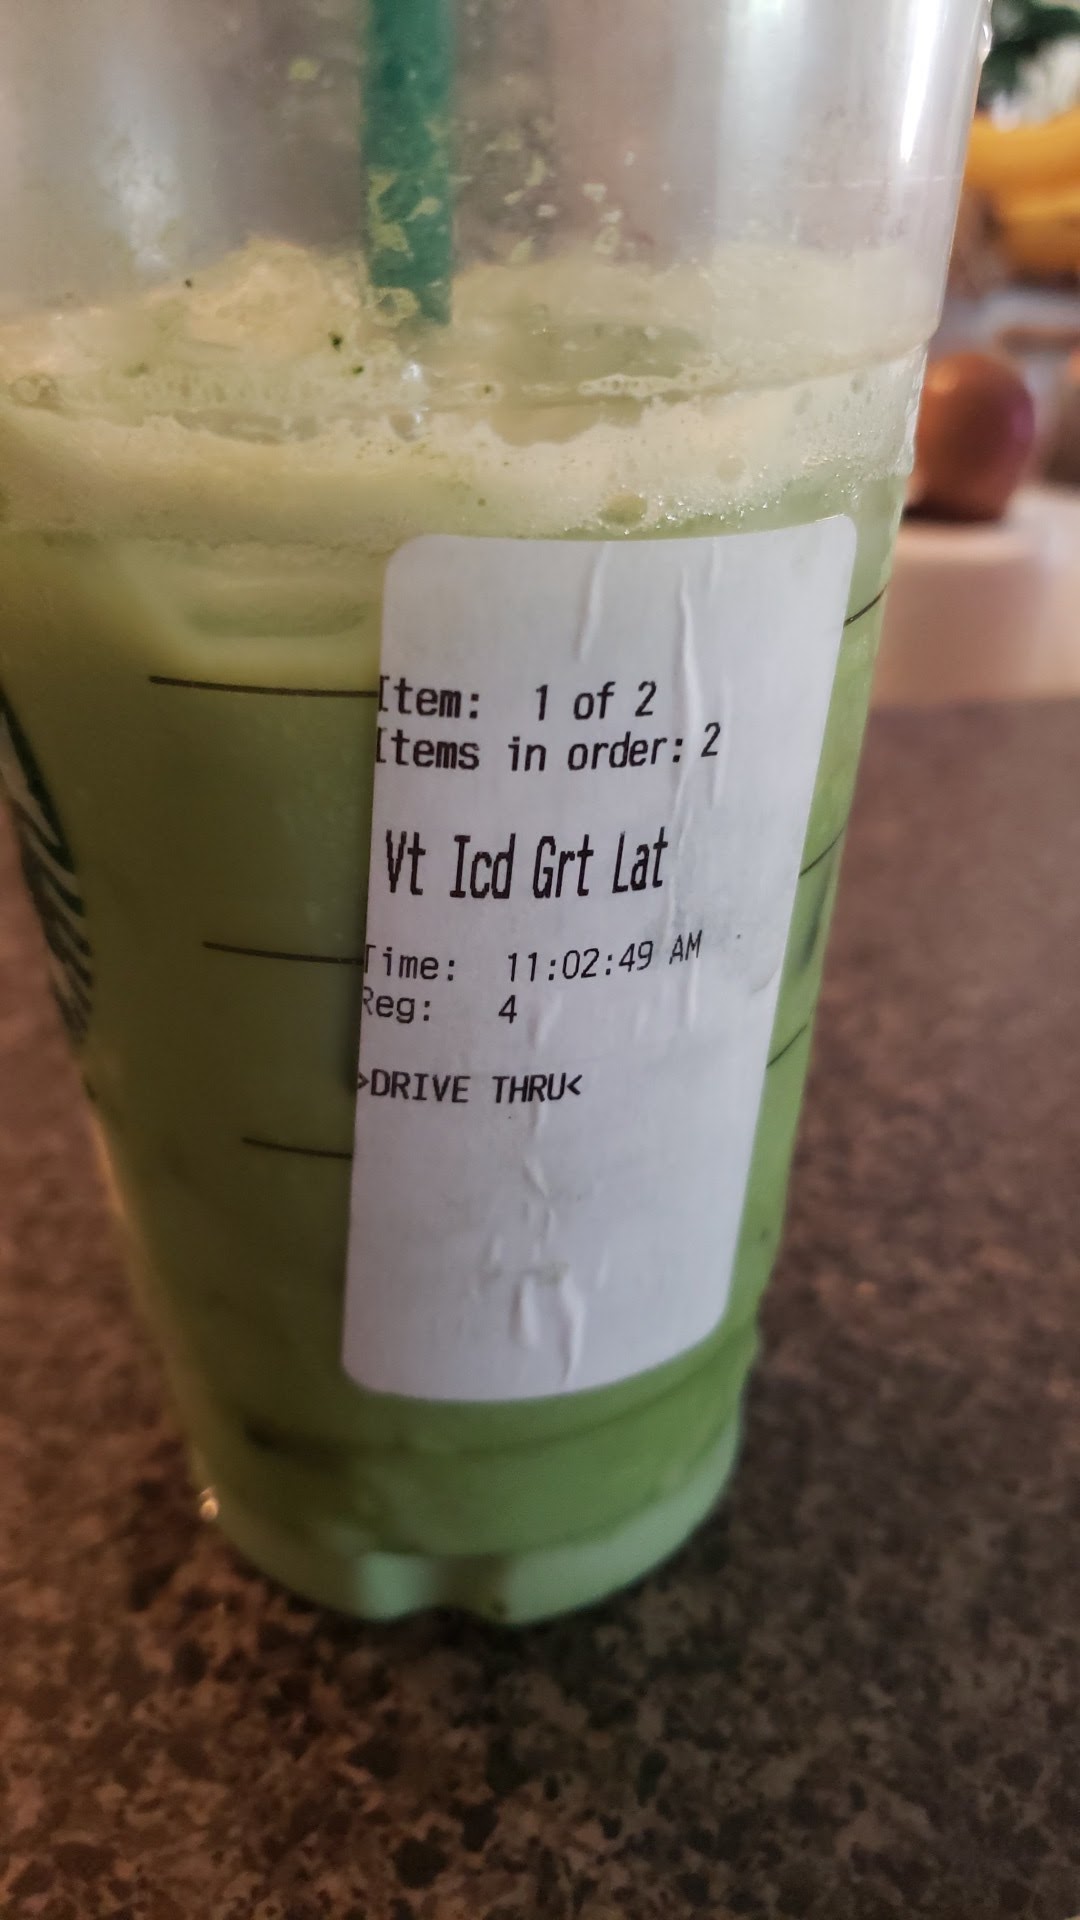 Item: 1 of 2
Items in order: 2
Vt Icd Grt Lat
Time: 11:02:49 AM
Reg: 4
>DRIVE THRU<